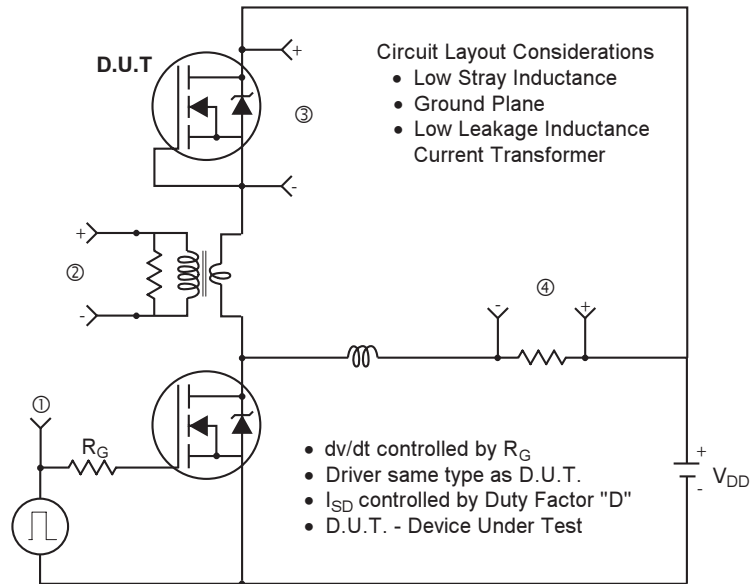 D.U.T
+
Circuit Layout Considerations
• Low Stray Inductance
• Ground Plane
• Low Leakage Inductance
Current Transformer
③
-
+
②
-
- ④ +
①
R_G
• dv/dt controlled by R_G
• Driver same type as D.U.T.
• I_SD controlled by Duty Factor "D"
• D.U.T. - Device Under Test
+
V_DD
-